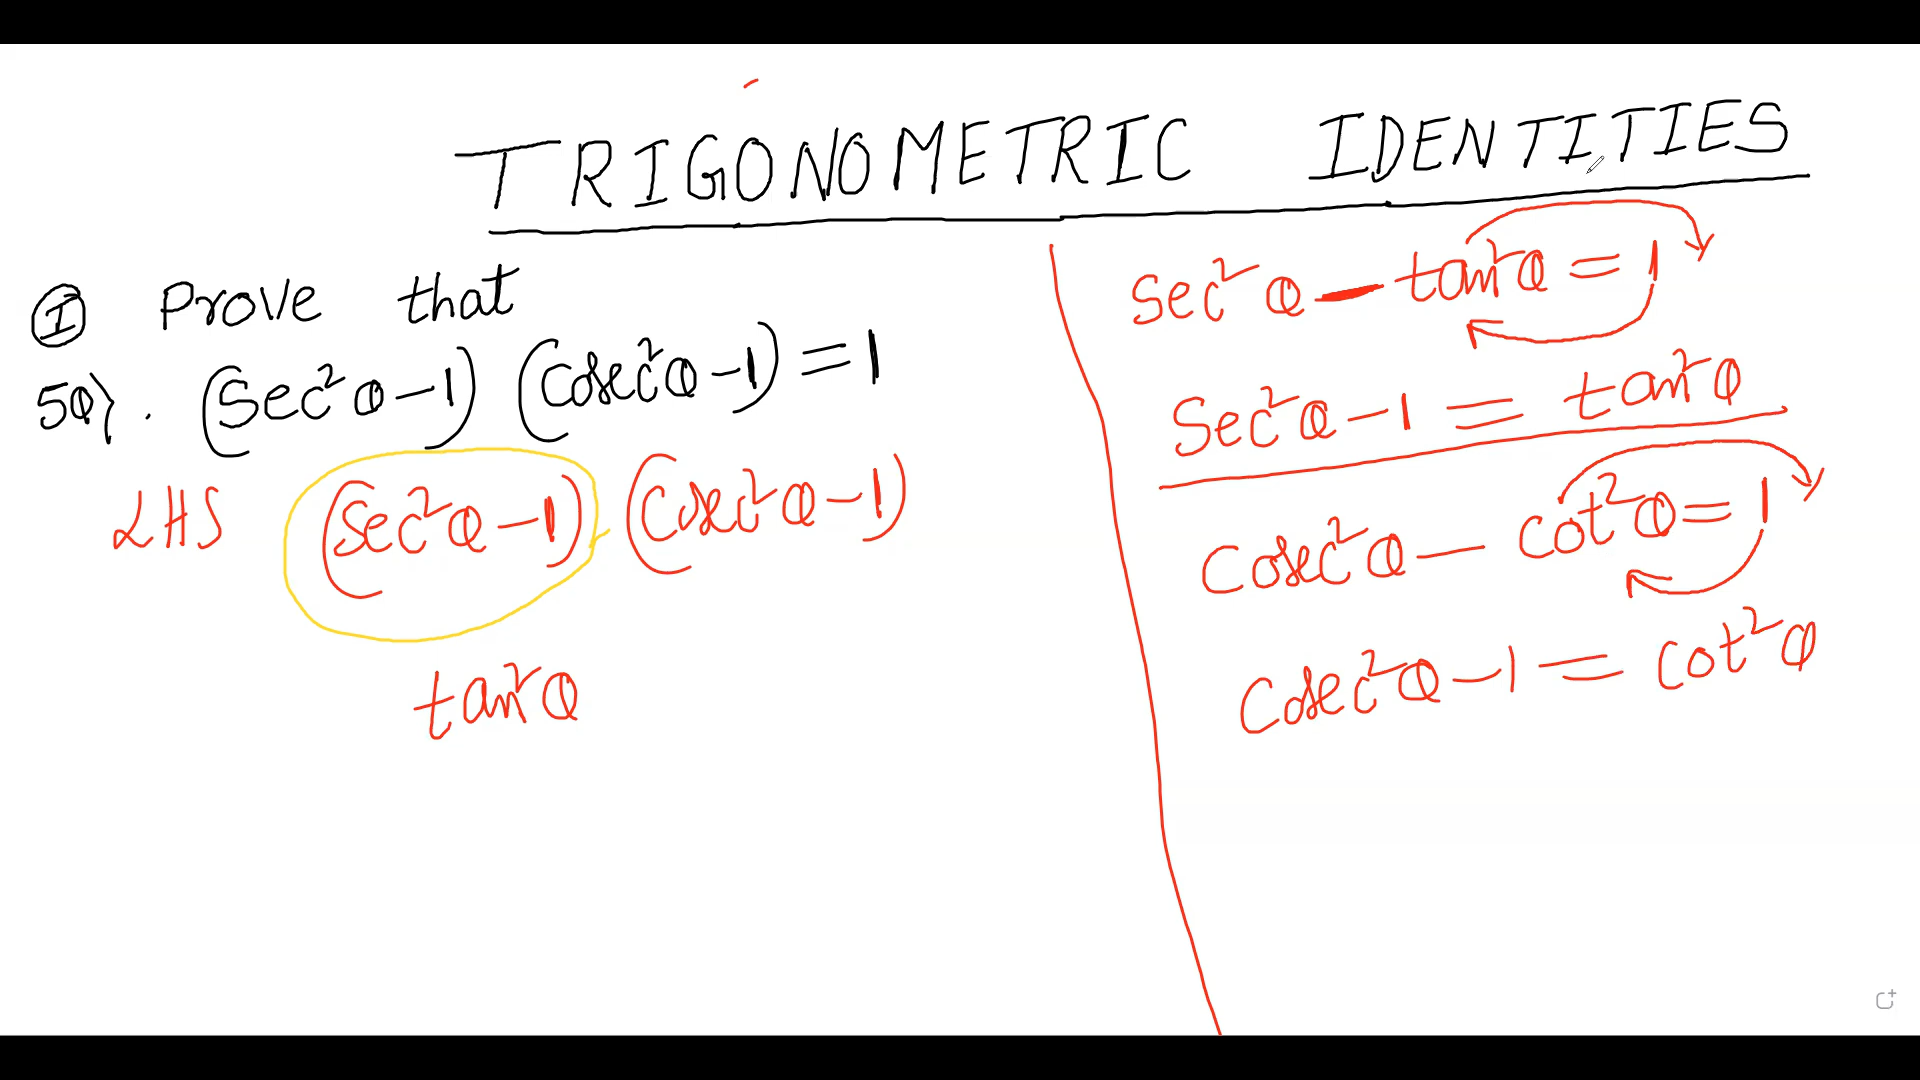 TRIGONOMETRIC IDENTITIES
I Prove that
5Q). (Sec²θ-1) (Cosec²θ-1) = 1
LHS (Sec²θ-1) (Cosec²θ-1)
tan²θ
Sec²θ - tan²θ = 1
Sec²θ-1 = tan²θ
Cosec²θ - cot²θ = 1
Cosec²θ-1 = cot²θ